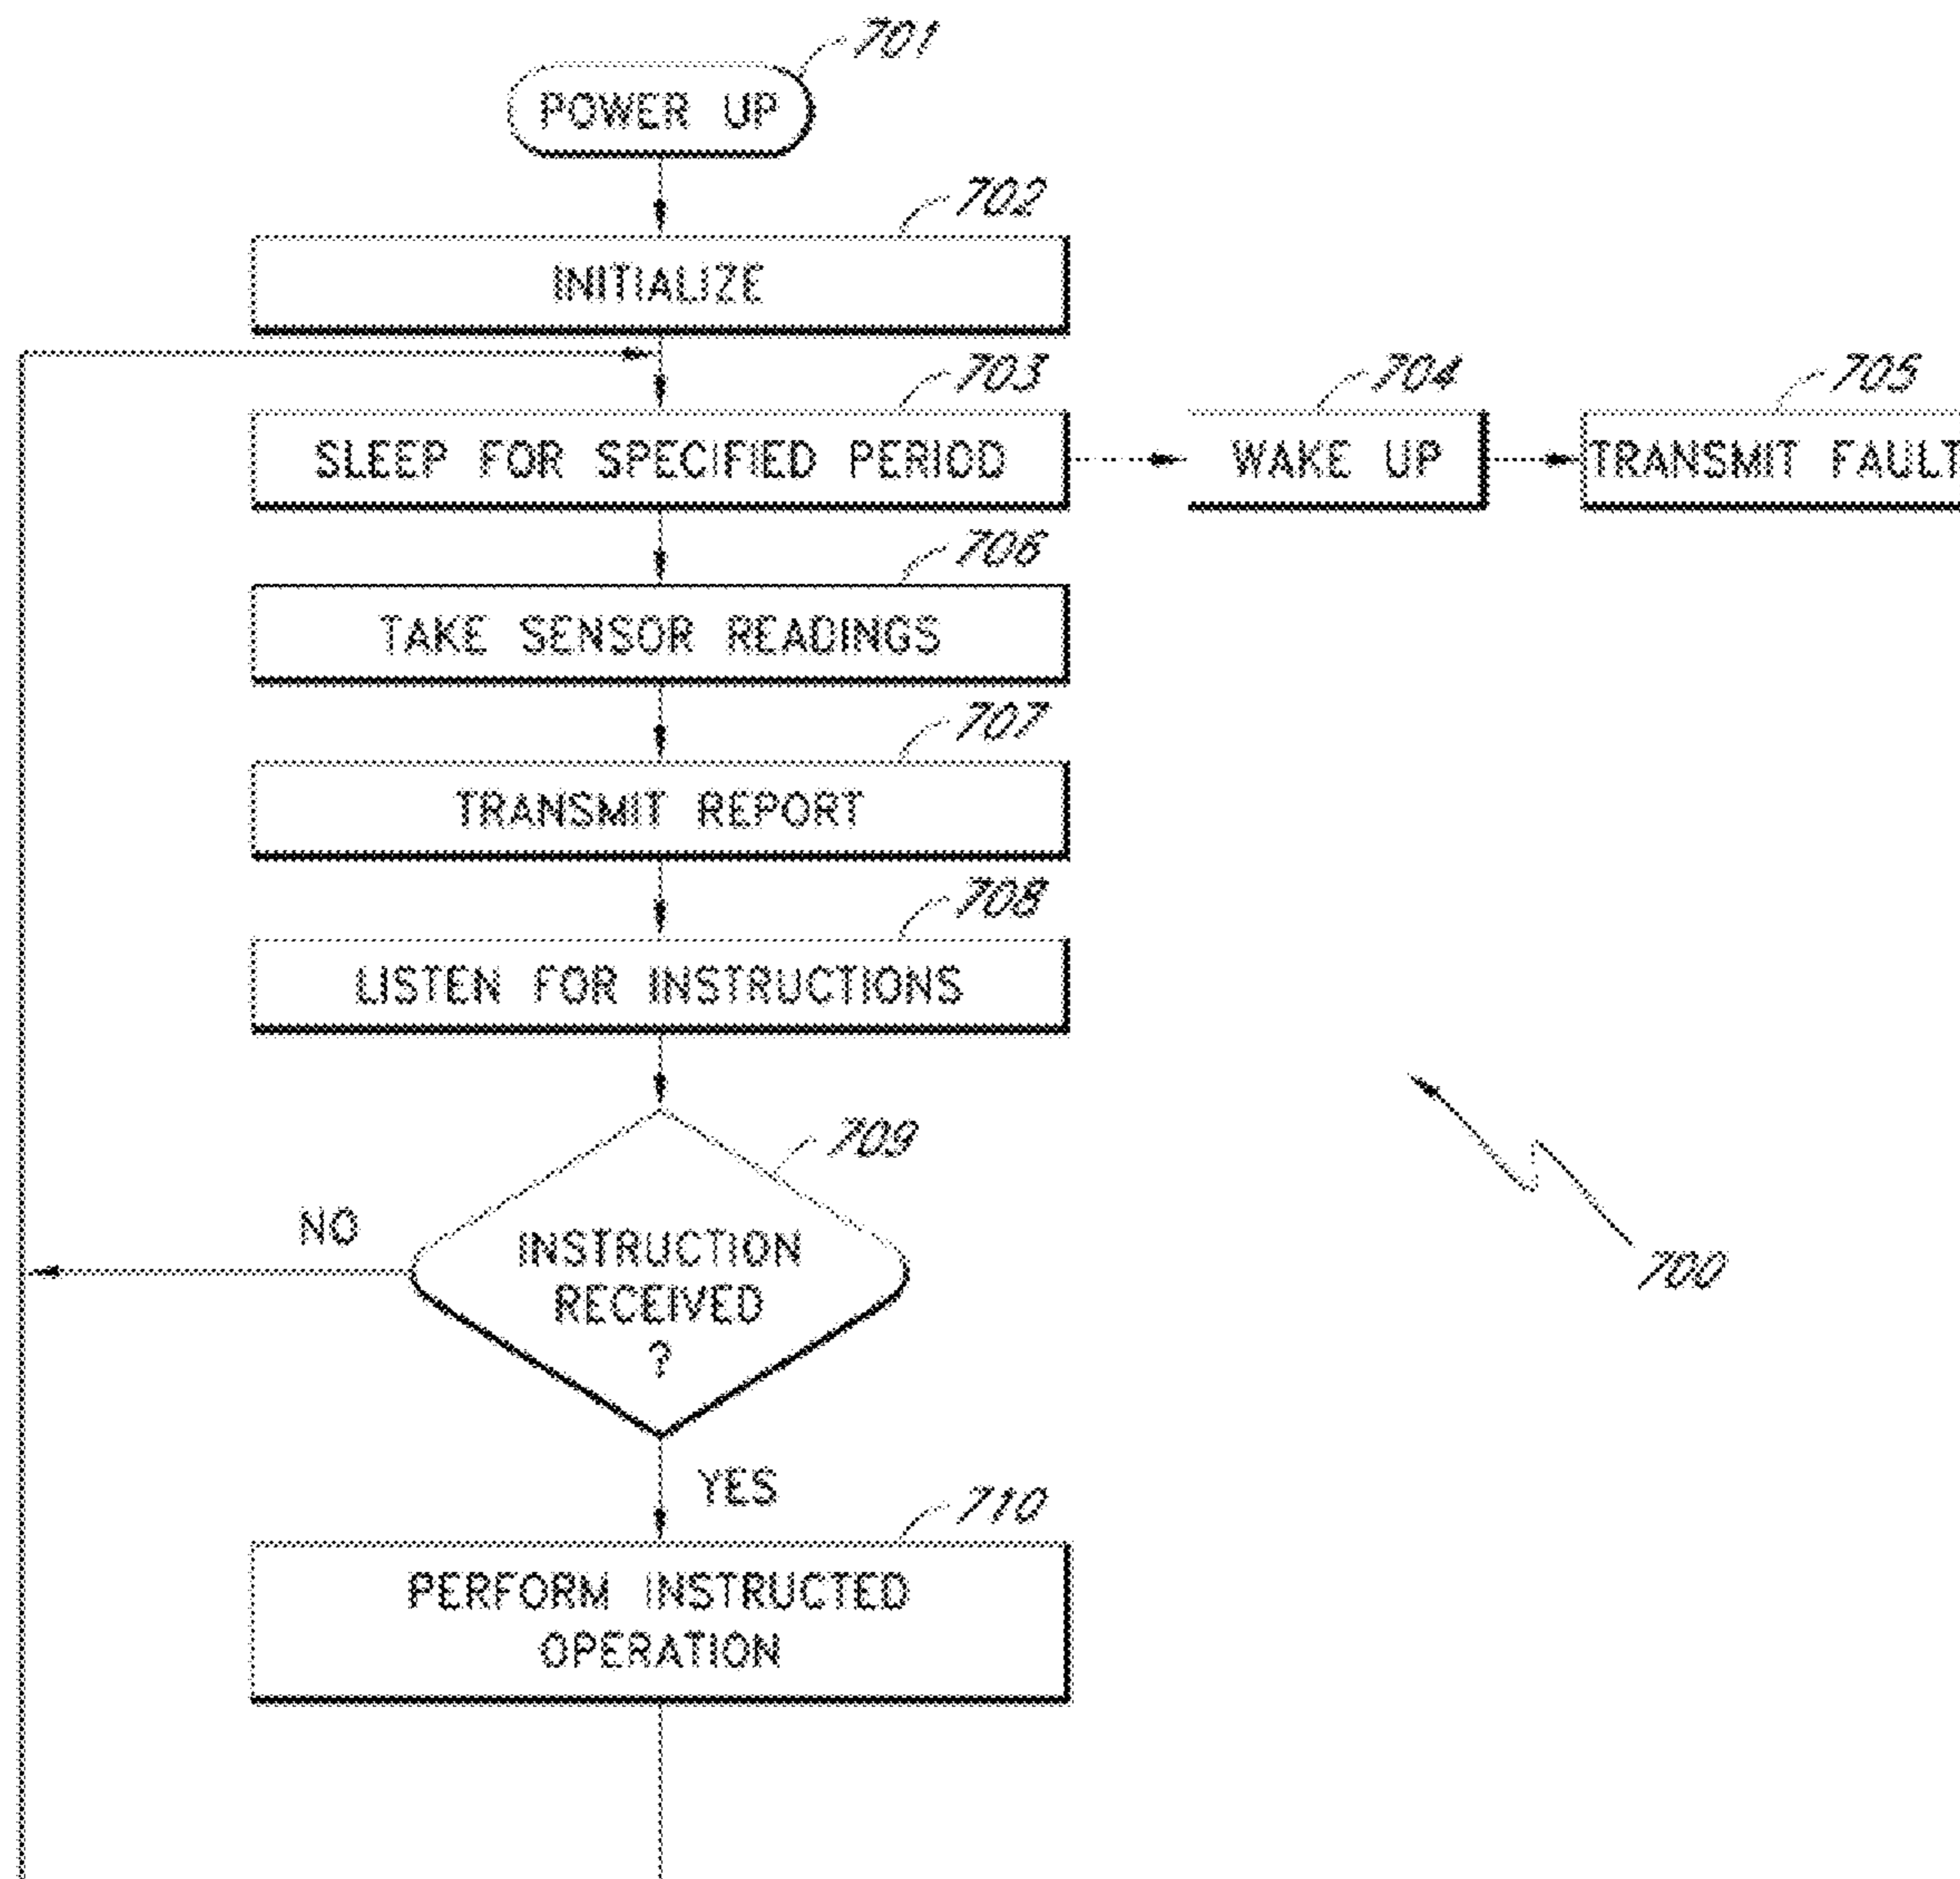 701
POWER UP
702
INITIALIZE
703
SLEEP FOR SPECIFIED PERIOD
704
WAKE UP
705
TRANSMIT FAULT
706
TAKE SENSOR READINGS
707
TRANSMIT REPORT
708
LISTEN FOR INSTRUCTIONS
709
INSTRUCTION
RECEIVED
?
NO
700
YES
710
PERFORM INSTRUCTED
OPERATION